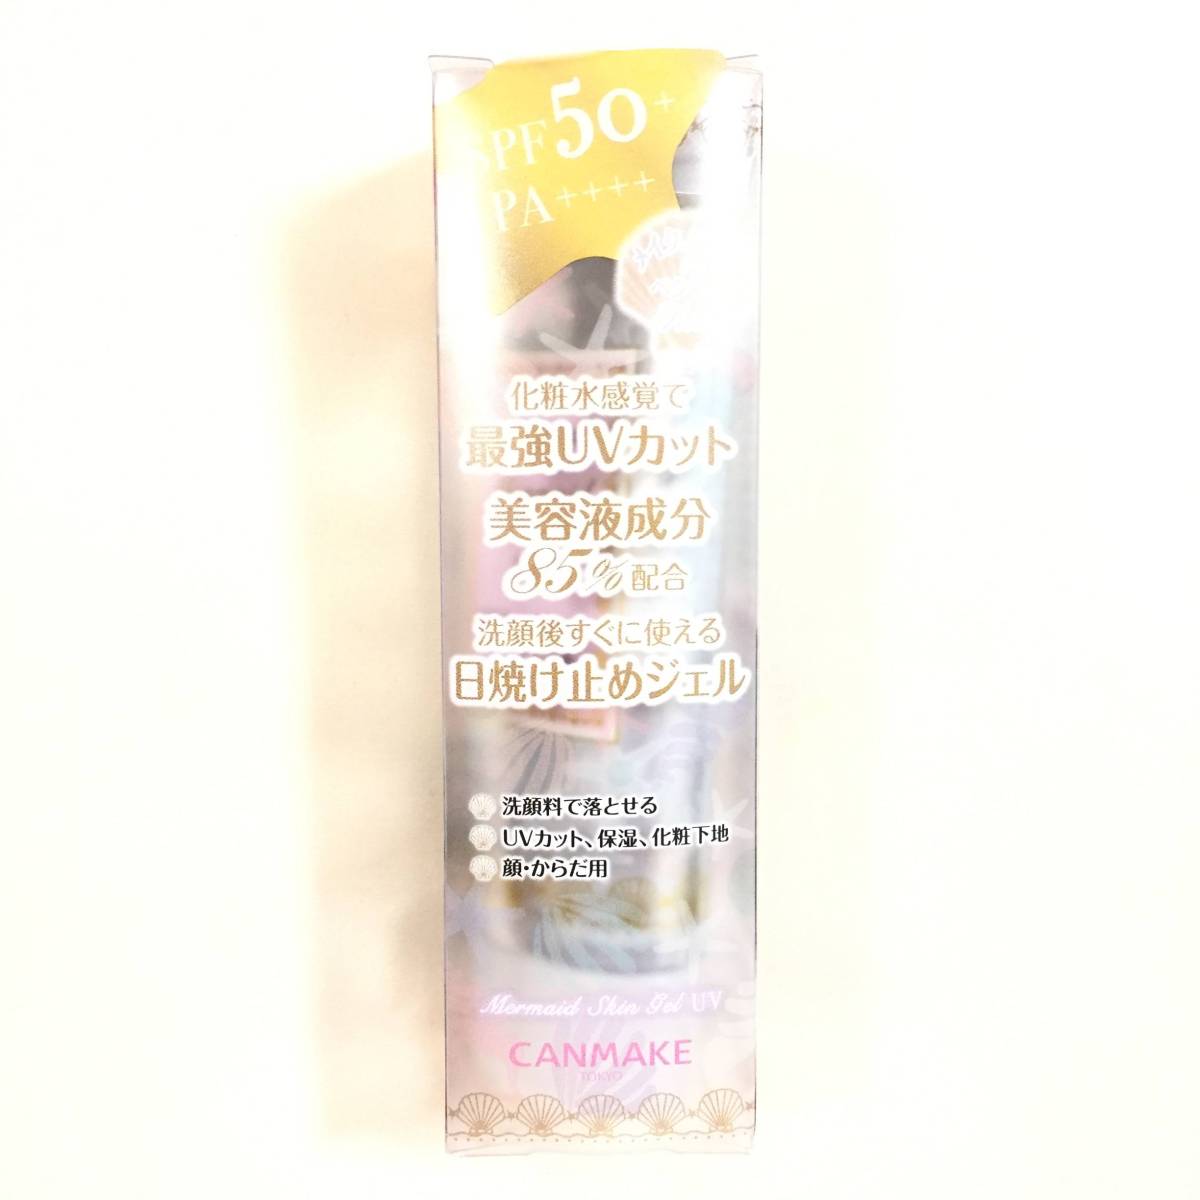 SPF50+
PA++++
化粧水感覚で
最強UVカット
美容液成分
85%配合
洗顔後すぐに使える
日焼け止めジェル
洗顔料で落とせる
UVカット、保湿、化粧下地
顔・からだ用
Mermaid Skin Gel UV
CANMAKE
TOKYO